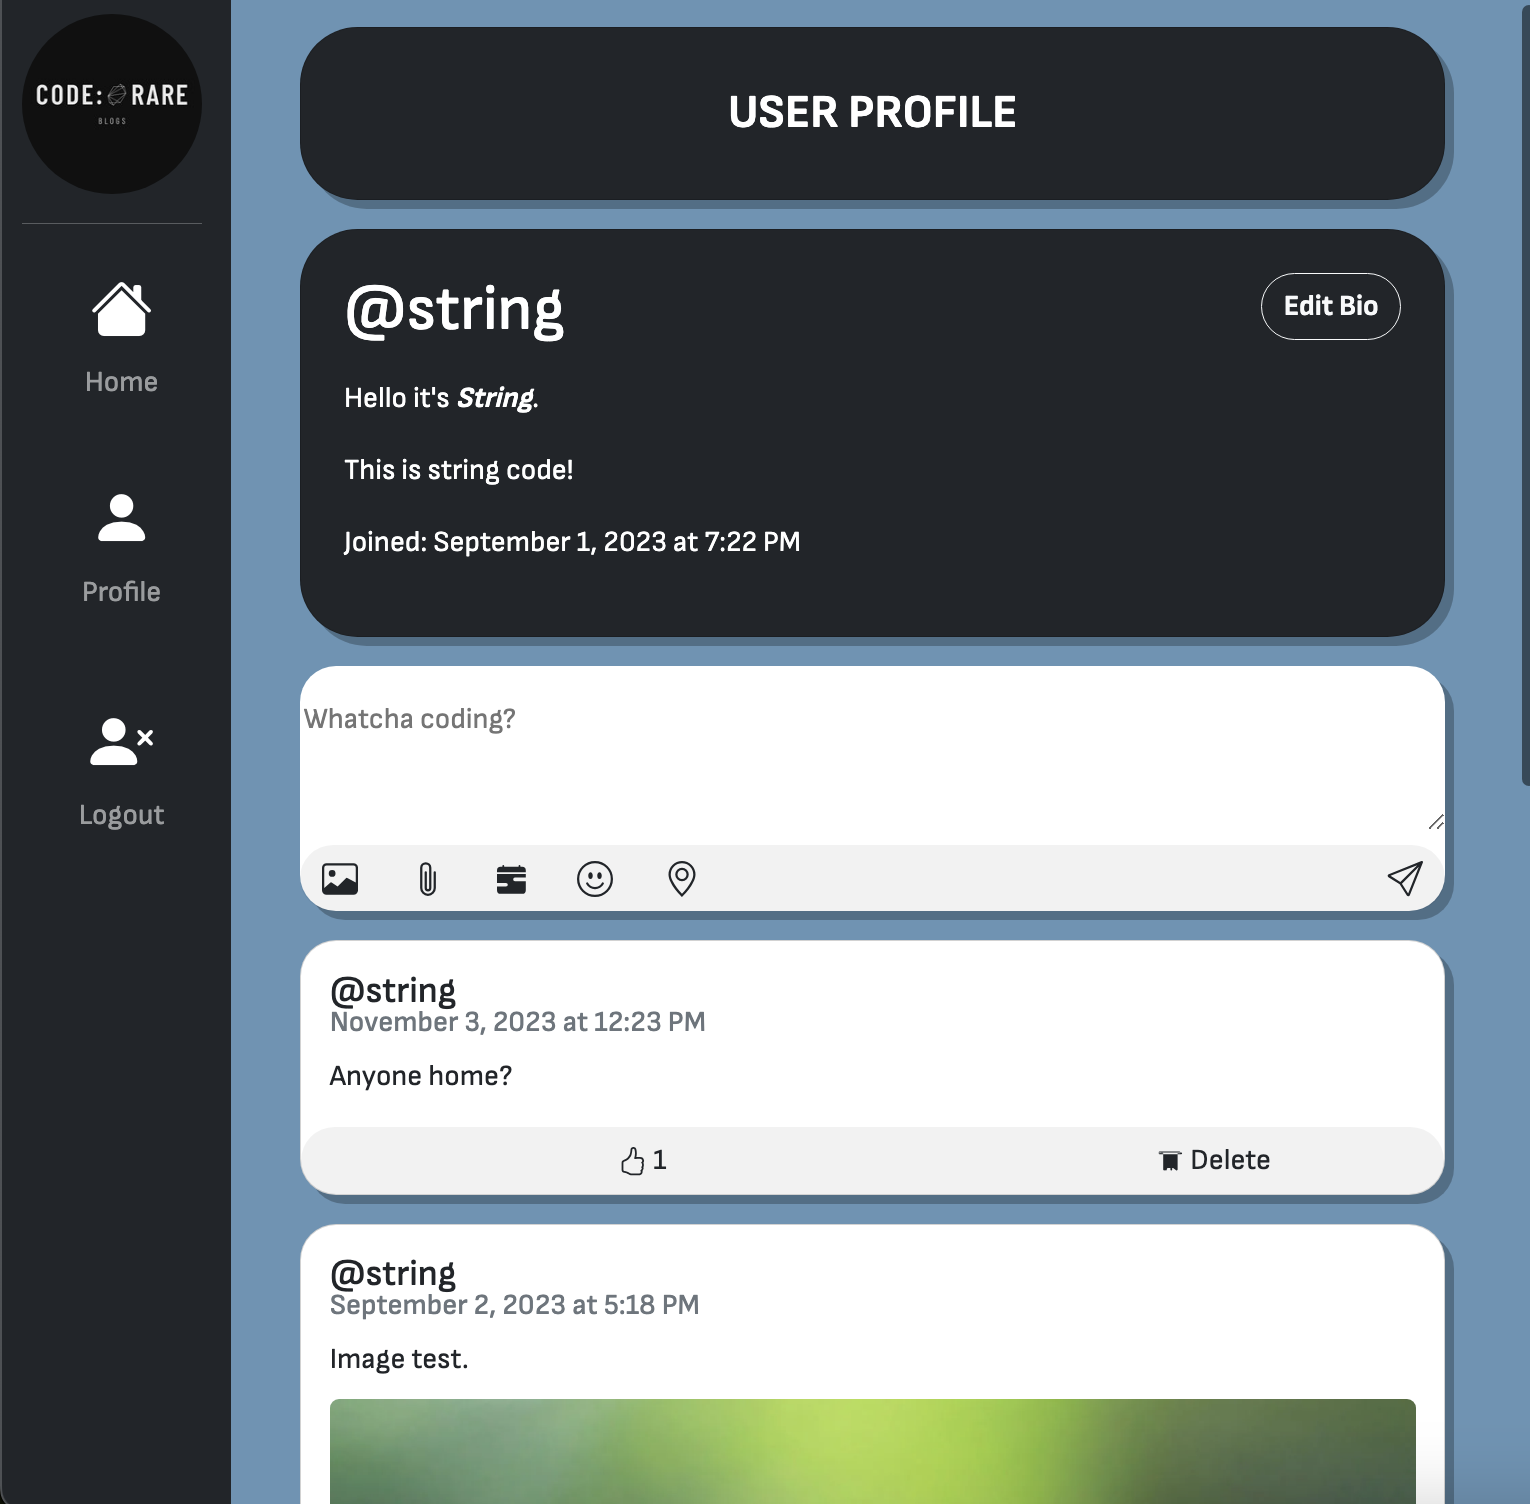 CODE: RARE
BLOGS
Home
Profile
Logout
USER PROFILE
@string
Edit Bio
Hello it's String.
This is string code!
Joined: September 1, 2023 at 7:22 PM
Whatcha coding?
@string
November 3, 2023 at 12:23 PM
Anyone home?
1
Delete
@string
September 2, 2023 at 5:18 PM
Image test.